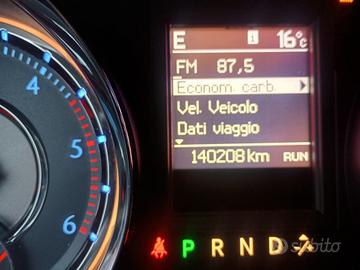 E i 16°C
FM 87,5
Econom carb.
Vel. Veicolo
Dati viaggio
140208 km RUN
4
5
6
P R N D
subito